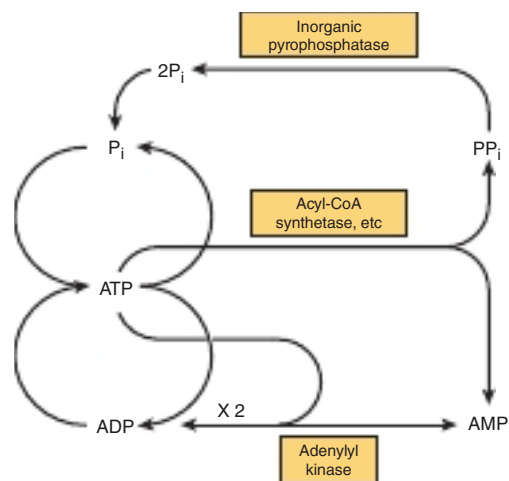 Inorganic
pyrophosphatase
2Pi
Pi
PPi
Acyl-CoA
synthetase, etc
ATP
X 2
ADP
AMP
Adenylyl
kinase